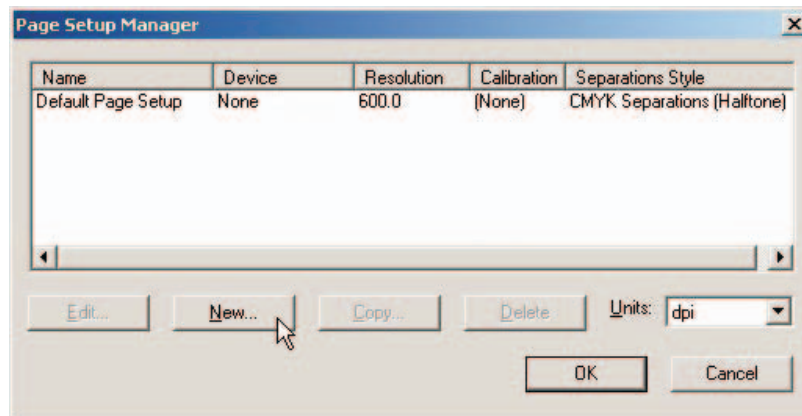 Page Setup Manager
Name Device Resolution Calibration Separations Style
Default Page Setup None 600.0 (None) CMYK Separations (Halftone)
Edit... New... Copy... Delete Units: dpi
OK Cancel